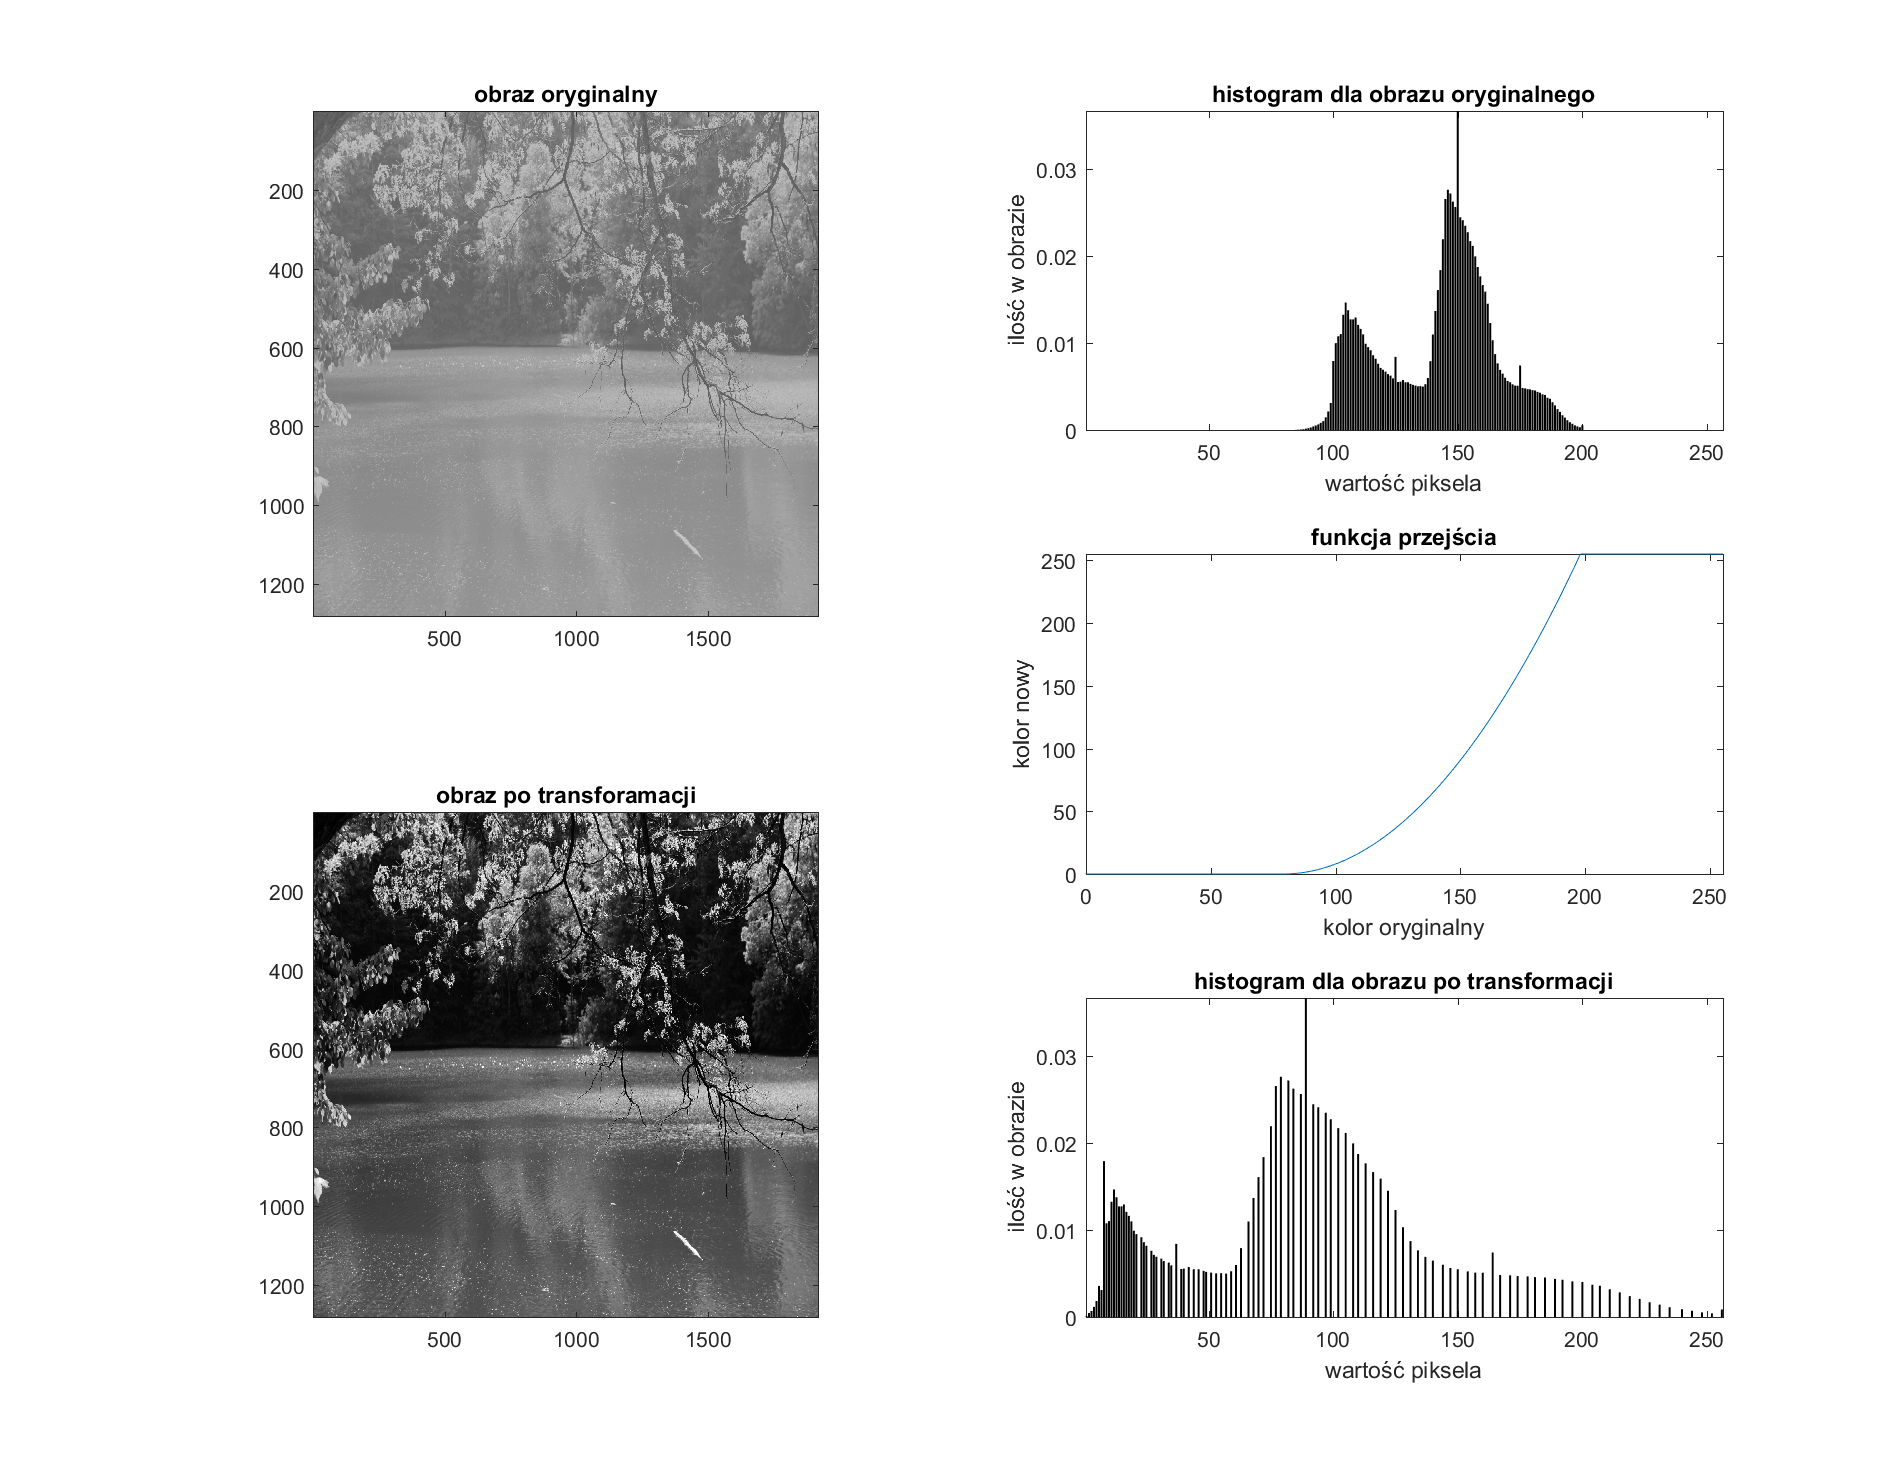 obraz oryginalny
200
400
600
800
1000
1200
500 1000 1500
obraz po transforamacji
200
400
600
800
1000
1200
500 1000 1500
histogram dla obrazu oryginalnego
ilość w obrazie
0.03
0.02
0.01
0
50 100 150 200 250
wartość piksela
funkcja przejścia
kolor nowy
250
200
150
100
50
0
0 50 100 150 200 250
kolor oryginalny
histogram dla obrazu po transformacji
ilość w obrazie
0.03
0.02
0.01
0
50 100 150 200 250
wartość piksela